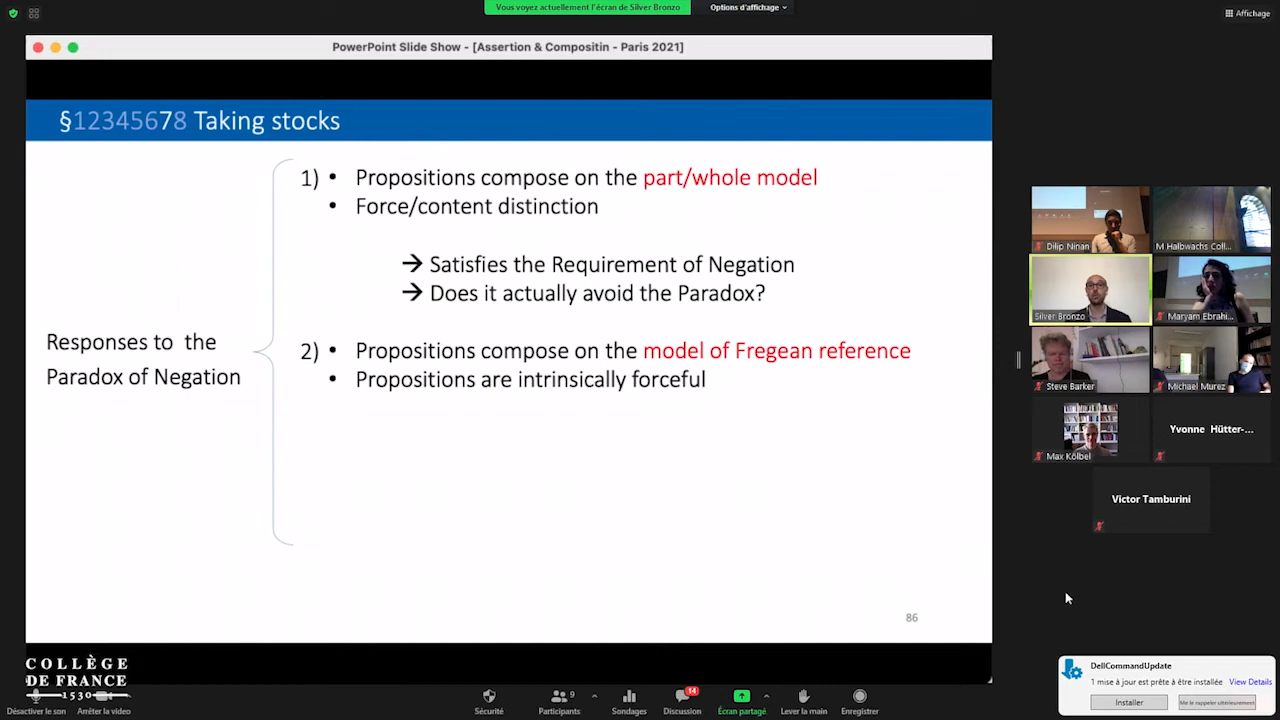 Vous voyez actuellement l'écran de Silver Bronzo
Options d'affichage
Affichage
PowerPoint Slide Show - [Assertion & Compositin - Paris 2021]
§12345678 Taking stocks
Responses to the
Paradox of Negation
1) • Propositions compose on the part/whole model
• Force/content distinction
→ Satisfies the Requirement of Negation
→ Does it actually avoid the Paradox?
2) • Propositions compose on the model of Fregean reference
• Propositions are intrinsically forceful
86
Dilip Ninan
M Halbwachs Coll...
Silver Bronzo
Maryam Ebrahi...
Steve Barker
Michael Murez
Max Kölbel
Yvonne Hütter-...
Victor Tamburini
COLLÈGE
DE FRANCE
1530
Désactiver le son
Arrêter la vidéo
Sécurité
Participants
9
Sondages
Discussion
14
Écran partagé
Lever la main
Enregistrer
DellCommandUpdate
1 mise à jour est prête à être installée View Details
Installer
Me le rappeler ultérieurement